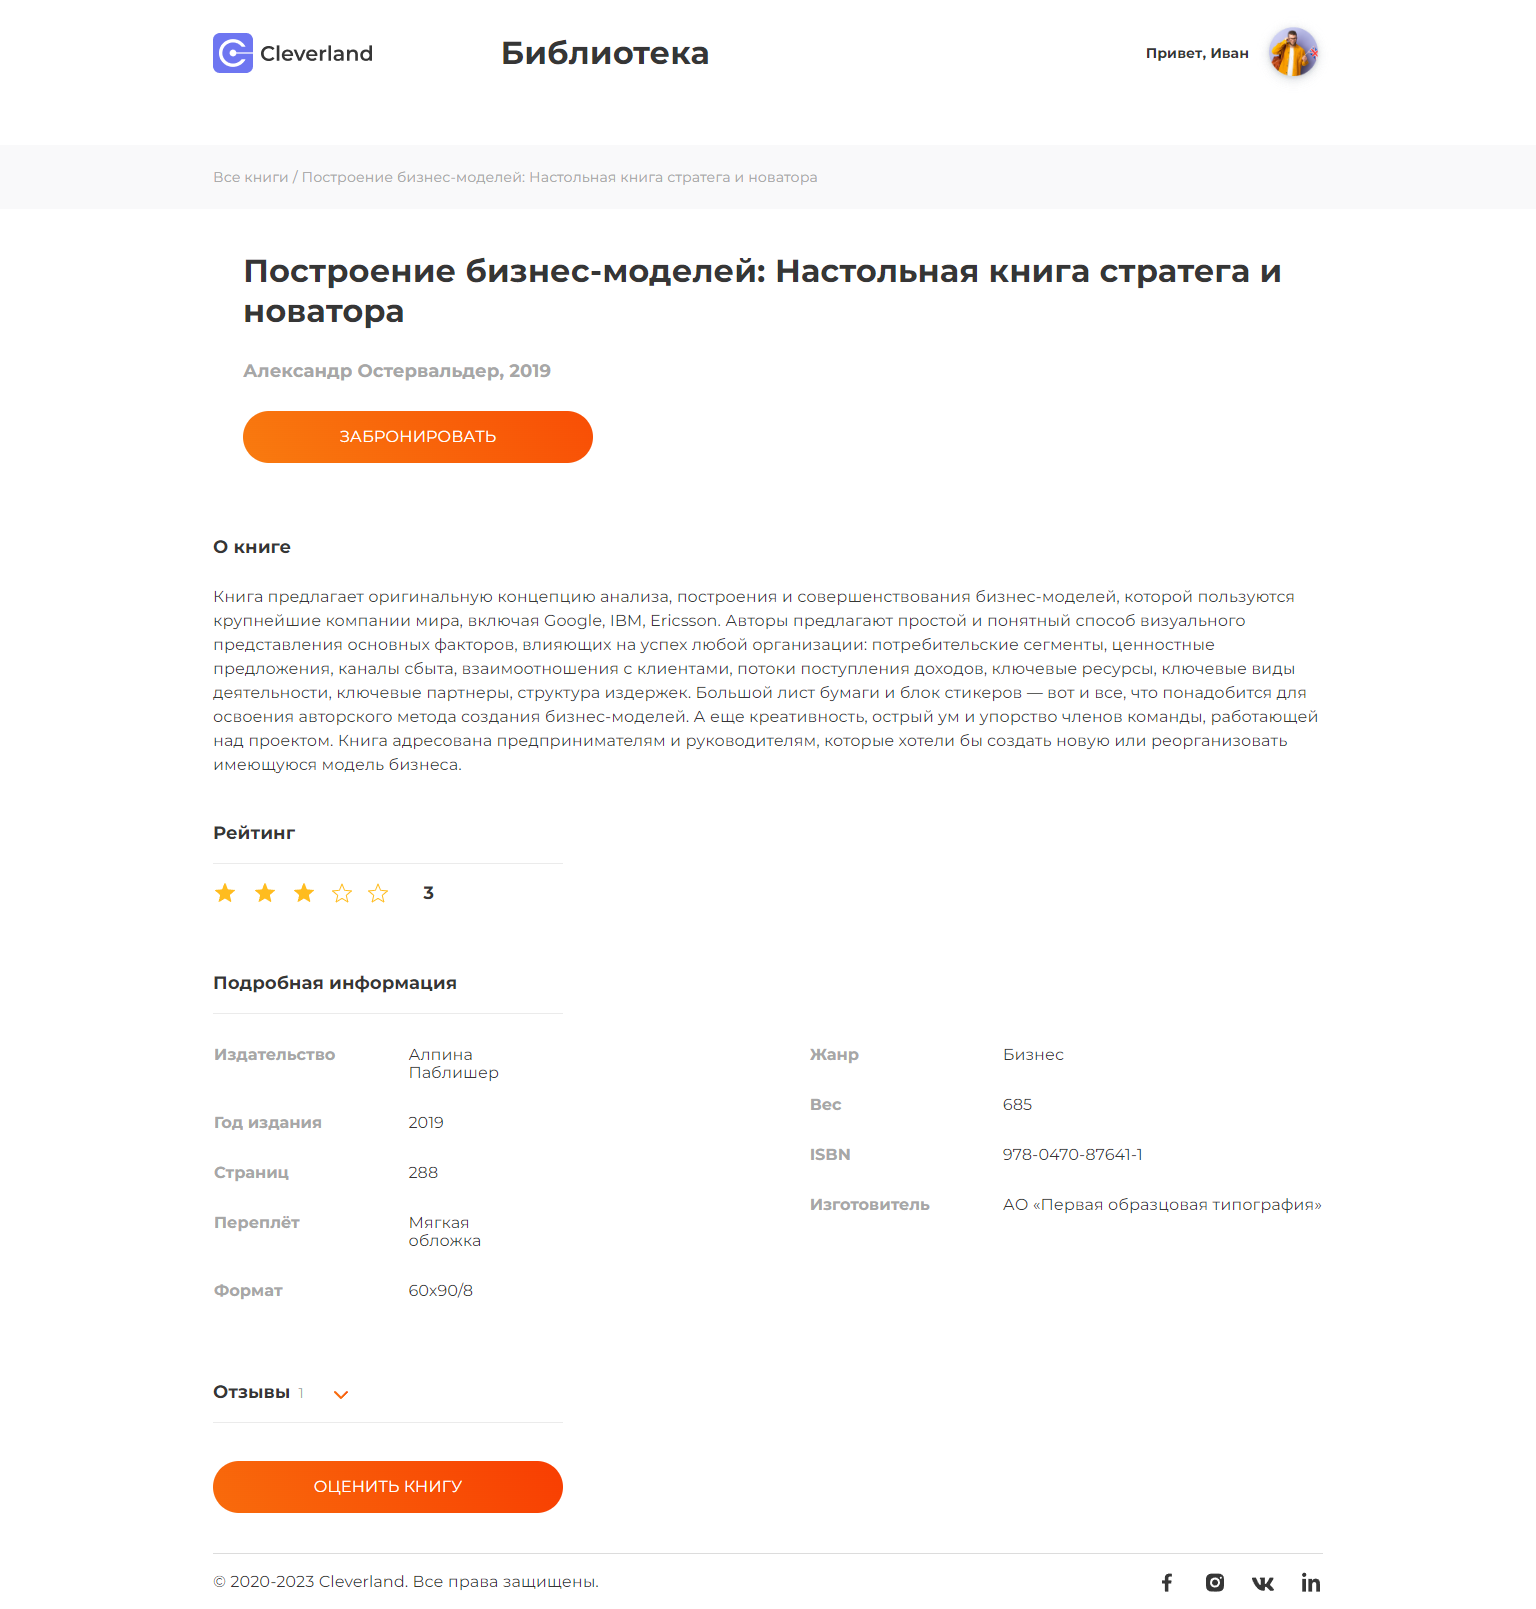 Cleverland
Библиотека
Привет, Иван
Все книги / Построение бизнес-моделей: Настольная книга стратега и новатора
Построение бизнес-моделей: Настольная книга стратега и
новатора
Александр Остервальдер, 2019
ЗАБРОНИРОВАТЬ
О книге
Книга предлагает оригинальную концепцию анализа, построения и совершенствования бизнес-моделей, которой пользуются
крупнейшие компании мира, включая Google, IBM, Ericsson. Авторы предлагают простой и понятный способ визуального
представления основных факторов, влияющих на успех любой организации: потребительские сегменты, ценностные
предложения, каналы сбыта, взаимоотношения с клиентами, потоки поступления доходов, ключевые ресурсы, ключевые виды
деятельности, ключевые партнеры, структура издержек. Большой лист бумаги и блок стикеров — вот и все, что понадобится для
освоения авторского метода создания бизнес-моделей. А еще креативность, острый ум и упорство членов команды, работающей
над проектом. Книга адресована предпринимателям и руководителям, которые хотели бы создать новую или реорганизовать
имеющуюся модель бизнеса.
Рейтинг
3
Подробная информация
Издательство
Алпина
Паблишер
Год издания
2019
Страниц
288
Переплёт
Мягкая
обложка
Формат
60x90/8
Жанр
Бизнес
Вес
685
ISBN
978-0470-87641-1
Изготовитель
АО «Первая образцовая типография»
Отзывы 1
ОЦЕНИТЬ КНИГУ
© 2020-2023 Cleverland. Все права защищены.